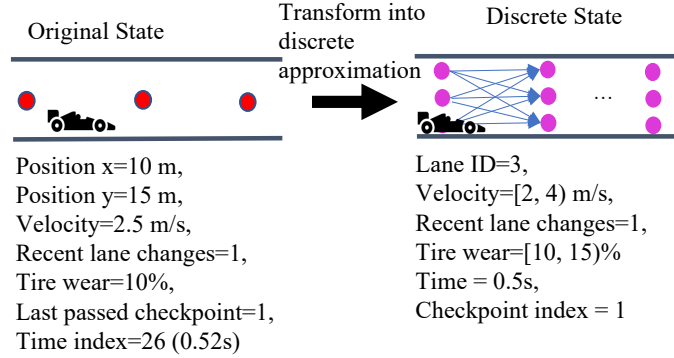 Original State
Transform into
discrete
approximation
Discrete State
...
Position x=10 m,
Position y=15 m,
Velocity=2.5 m/s,
Recent lane changes=1,
Tire wear=10%,
Last passed checkpoint=1,
Time index=26 (0.52s)
Lane ID=3,
Velocity=[2, 4) m/s,
Recent lane changes=1,
Tire wear=[10, 15)%
Time = 0.5s,
Checkpoint index = 1